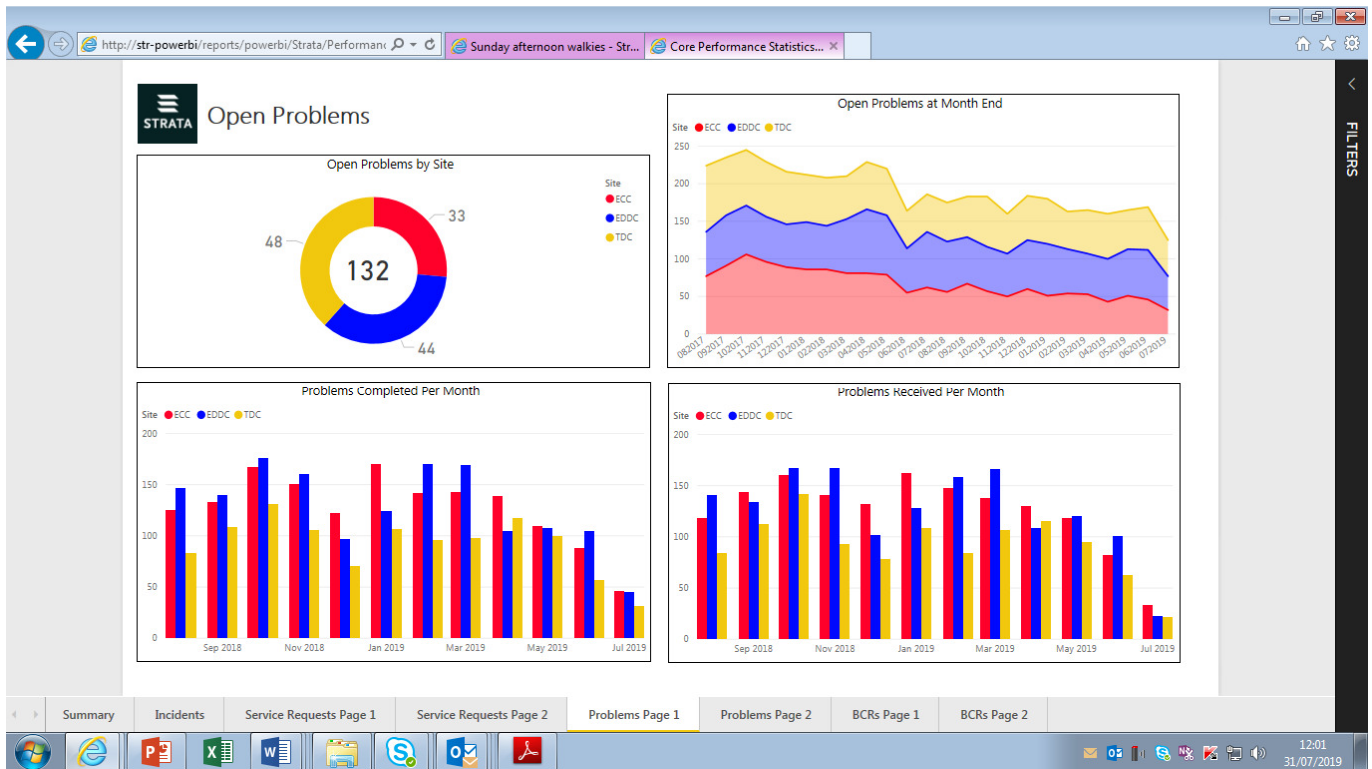 http://str-powerbi/reports/powerbi/Strata/Performanc
Sunday afternoon walkies - Str...
Core Performance Statistics...
STRATA
Open Problems
FILTERS
Open Problems by Site
Site
ECC
EDDC
TDC
33
48
132
44
Open Problems at Month End
Site ECC EDDC TDC
250
200
150
100
50
0
082017 092017 102017 112017 122017 012018 022018 032018 042018 052018 062018 072018 082018 092018 102018 112018 122018 012019 022019 032019 042019 052019 062019 072019
Problems Completed Per Month
Site ECC EDDC TDC
200
150
100
50
0
Sep 2018 Nov 2018 Jan 2019 Mar 2019 May 2019 Jul 2019
Problems Received Per Month
Site ECC EDDC TDC
200
150
100
50
0
Sep 2018 Nov 2018 Jan 2019 Mar 2019 May 2019 Jul 2019
Summary Incidents Service Requests Page 1 Service Requests Page 2 Problems Page 1 Problems Page 2 BCRs Page 1 BCRs Page 2
12:01
31/07/2019